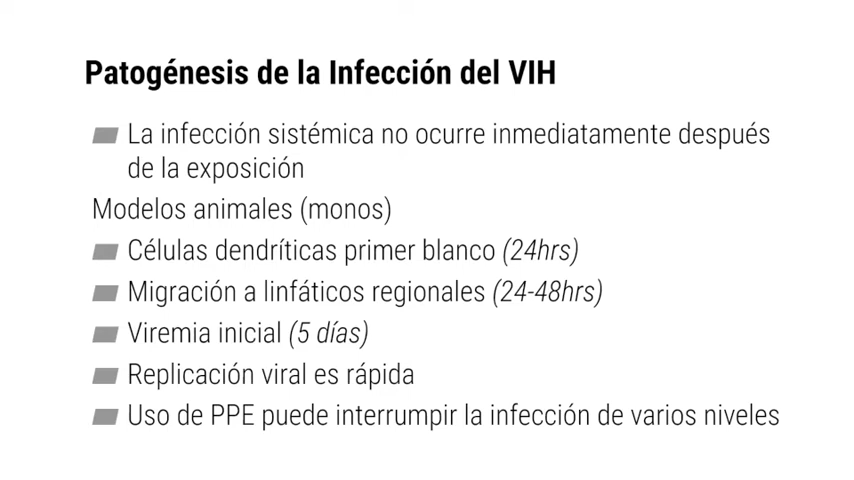 Patogénesis de la Infección del VIH
La infección sistémica no ocurre inmediatamente después
de la exposición
Modelos animales (monos)
Células dendríticas primer blanco (24hrs)
Migración a linfáticos regionales (24-48hrs)
Viremia inicial (5 días)
Replicación viral es rápida
Uso de PPE puede interrumpir la infección de varios niveles